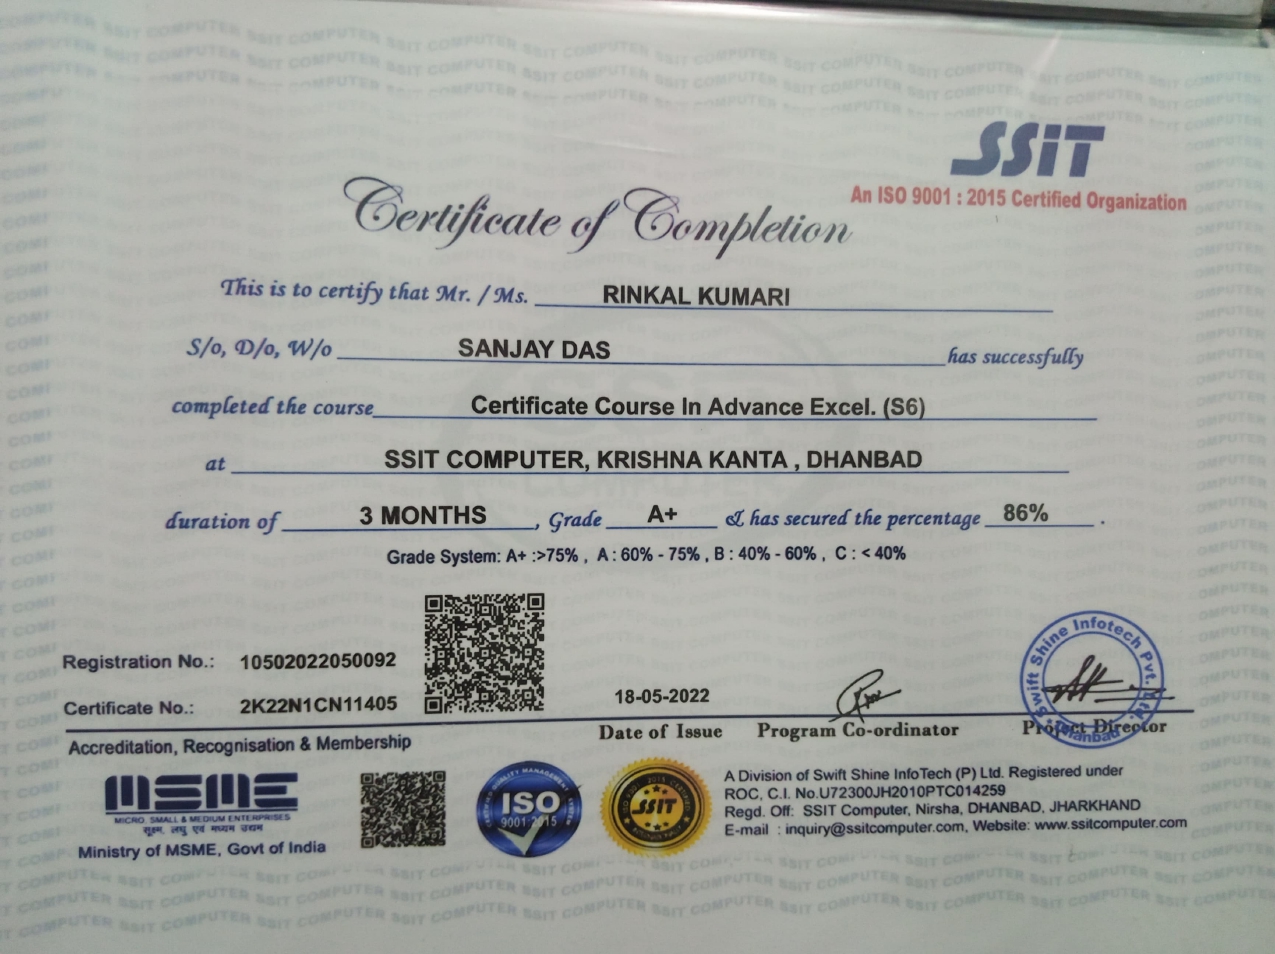 SSiT
An ISO 9001 : 2015 Certified Organization
Certificate of Completion
This is to certify that Mr. / Ms. RINKAL KUMARI
S/o, D/o, W/o SANJAY DAS has successfully
completed the course Certificate Course In Advance Excel. (S6)
at SSIT COMPUTER, KRISHNA KANTA , DHANBAD
duration of 3 MONTHS , Grade A+ & has secured the percentage 86% .
Grade System: A+ :>75% , A : 60% - 75% , B : 40% - 60% , C : < 40%
Registration No.: 10502022050092
Certificate No.: 2K22N1CN11405
18-05-2022
Date of Issue
Program Co-ordinator
Project Director
Swift Shine Infotech Pvt. Ltd. Dhanbad
Accreditation, Recognisation & Membership
MSME
MICRO, SMALL & MEDIUM ENTERPRISES
सूक्ष्म, लघु एवं मध्यम उद्यम
Ministry of MSME, Govt of India
ISO
9001:2015
SSiT
A Division of Swift Shine InfoTech (P) Ltd. Registered under
ROC, C.I. No.U72300JH2010PTC014259
Regd. Off: SSIT Computer, Nirsha, DHANBAD, JHARKHAND
E-mail : inquiry@ssitcomputer.com, Website: www.ssitcomputer.com